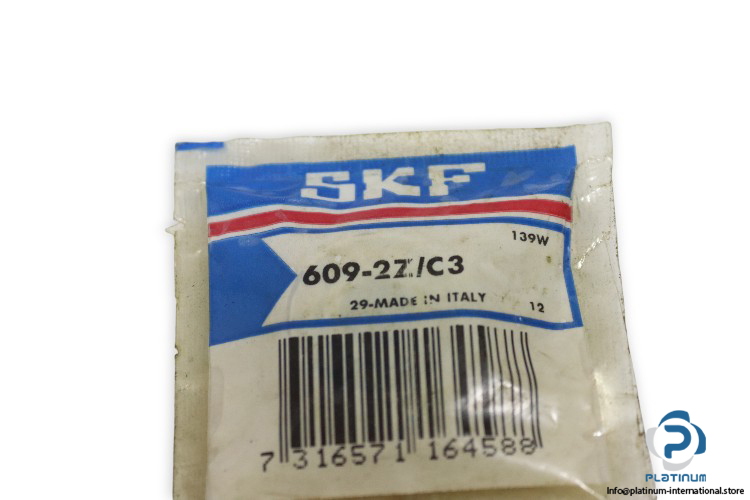 SKF
139W
609-2Z/C3
29-MADE IN ITALY
12
7 316571 164588
PLATINUM
Info@platinum-international.store